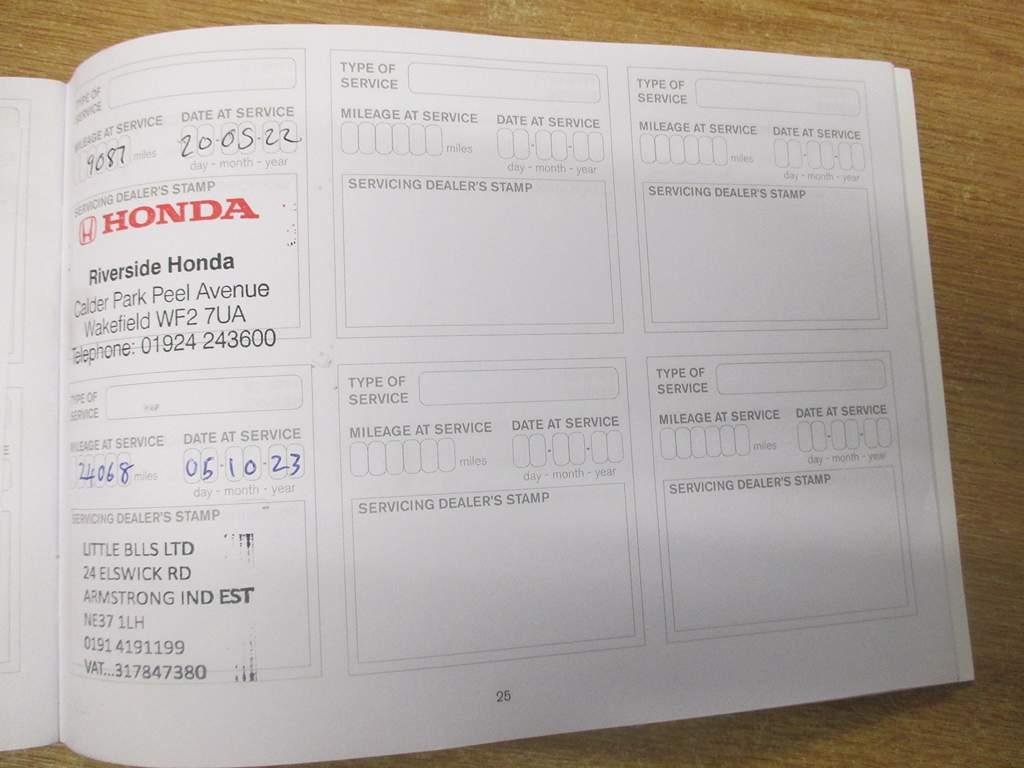 TYPE OF
SERVICE
MILEAGE AT SERVICE
DATE AT SERVICE
9087 miles
20-05-22
day - month - year
SERVICING DEALER'S STAMP
HONDA
Riverside Honda
Calder Park Peel Avenue
Wakefield WF2 7UA
Telephone: 01924 243600
TYPE OF
SERVICE
MILEAGE AT SERVICE
DATE AT SERVICE
miles
day - month - year
SERVICING DEALER'S STAMP
TYPE OF
SERVICE
MILEAGE AT SERVICE
DATE AT SERVICE
miles
day - month - year
SERVICING DEALER'S STAMP
TYPE OF
SERVICE
MILEAGE AT SERVICE
DATE AT SERVICE
24068 miles
05-10-23
day - month - year
SERVICING DEALER'S STAMP
LITTLE BLLS LTD
24 ELSWICK RD
ARMSTRONG IND EST
NE37 1LH
0191 4191199
VAT...317847380
TYPE OF
SERVICE
MILEAGE AT SERVICE
DATE AT SERVICE
miles
day - month - year
SERVICING DEALER'S STAMP
TYPE OF
SERVICE
MILEAGE AT SERVICE
DATE AT SERVICE
miles
day - month - year
SERVICING DEALER'S STAMP
25